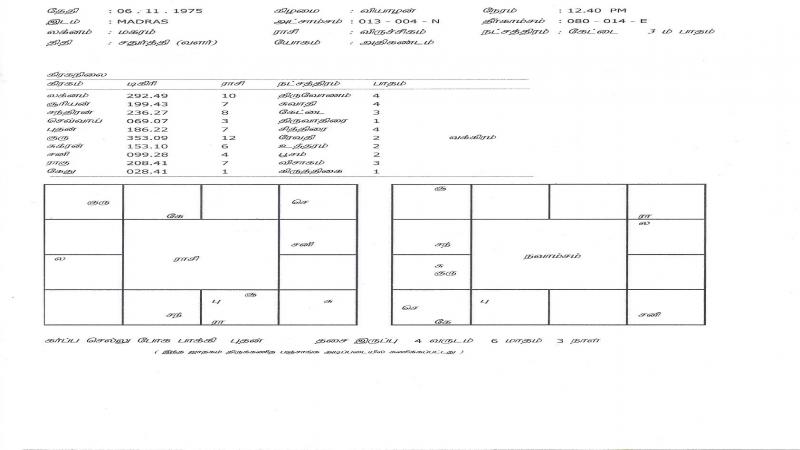 தேதி : 06 . 11 . 1975 கிழமை : வியாழன் நேரம் : 12.40 PM
இடம் : MADRAS அட்சாம்சம் : 013 - 004 - N தீர்காம்சம் : 080 - 014 - E
லக்னம் : மகரம் ராசி : விருச்சிகம் நட்சத்திரம் : கேட்டை 3 ம் பாதம்
திதி : சதுர்த்தி (வளர்) யோகம் : அதிகண்டம்
கிரகநிலை
கிரகம் டிகிரி ராசி நட்சத்திரம் பாதம்
லக்னம் 292.49 10 திருவோணம் 4
சூரியன் 199.43 7 சுவாதி 4
சந்திரன் 236.27 8 கேட்டை 3
செவ்வாய் 069.07 3 திருவாதிரை 1
புதன் 186.22 7 சித்திரை 4
குரு 353.09 12 ரேவதி 2 வக்கிரம்
சுக்ரன் 153.10 6 உத்தரம் 2
சனி 099.28 4 பூசம் 2
ராகு 208.41 7 விசாகம் 3
கேது 028.41 1 கிருத்திகை 1
குரு கே செ
சனி
ல ராசி
சந் பு சூ ரா சு
சூ ரா
சந் நவாம்சம் ல
சு குரு
செ கே பு சனி
கர்ப்ப செல்லு போக பாக்கி புதன் தசை இருப்பு 4 வருடம் 6 மாதம் 3 நாள்
( இந்த ஜாதகம் திருக்கணித பஞ்சாங்க அடிப்படையில் கணிக்கப்பட்டது )